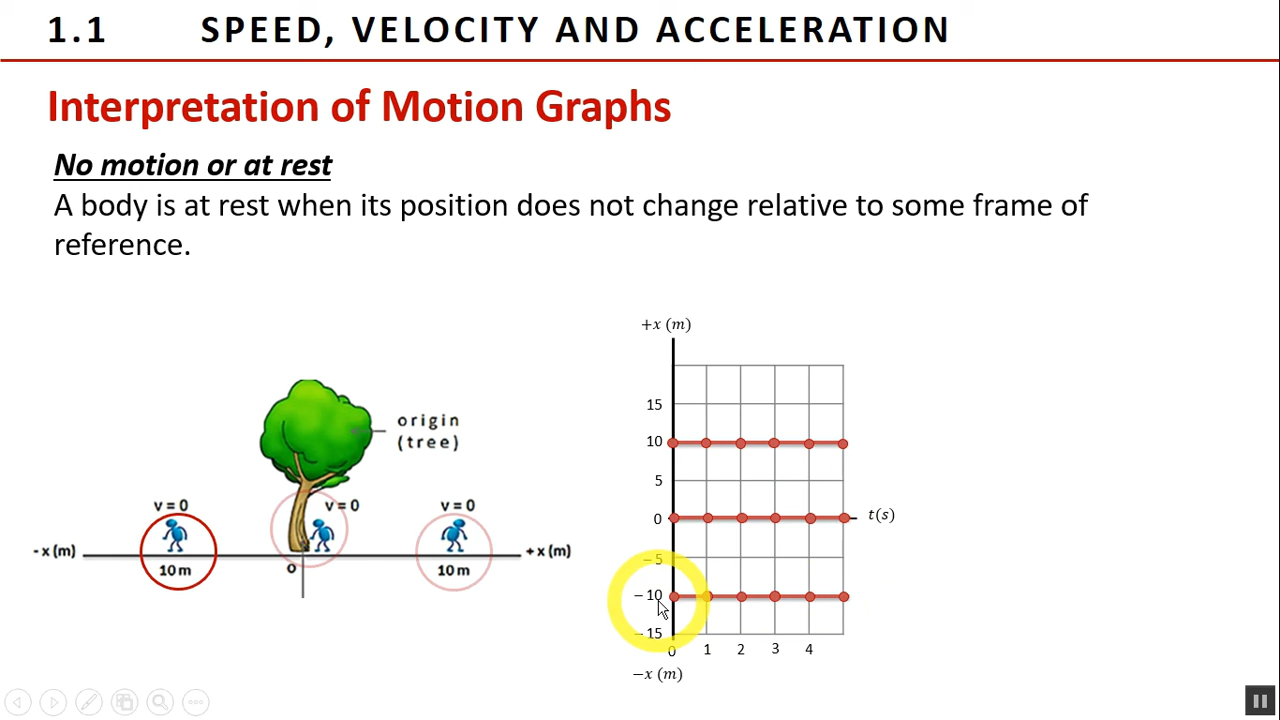 1.1 SPEED, VELOCITY AND ACCELERATION
Interpretation of Motion Graphs
No motion or at rest
A body is at rest when its position does not change relative to some frame of
reference.
origin
(tree)
v = 0
v = 0
v = 0
- x (m)
+ x (m)
10 m
O
10 m
+x (m)
15
10
5
0
t(s)
−5
−10
−15
0 1 2 3 4
−x (m)